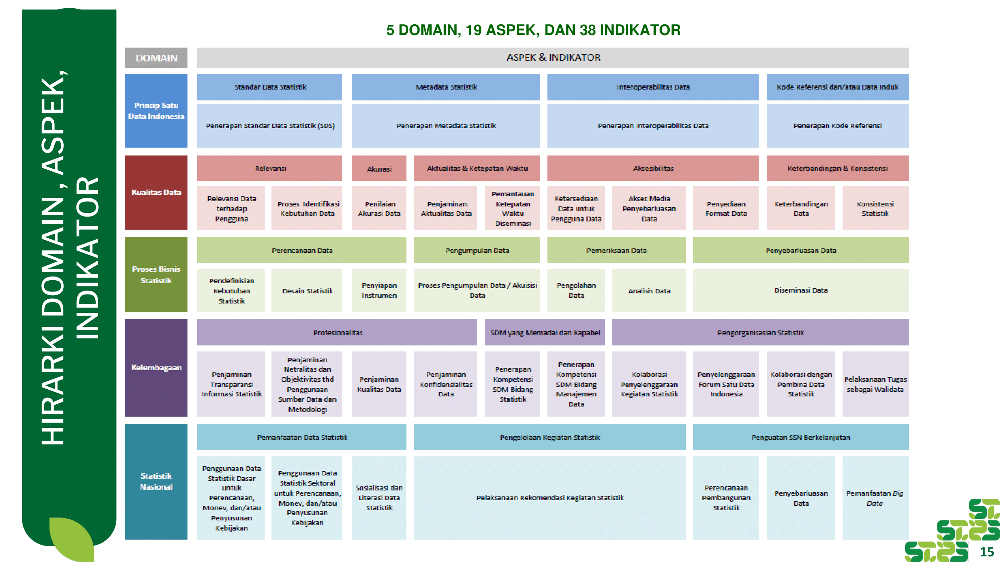 HIRARKI DOMAIN , ASPEK,
INDIKATOR
5 DOMAIN, 19 ASPEK, DAN 38 INDIKATOR
DOMAIN
ASPEK & INDIKATOR
Prinsip Satu
Data Indonesia
Standar Data Statistik
Metadata Statistik
Interoperabilitas Data
Kode Referensi dan/atau Data Induk
Penerapan Standar Data Statistik (SDS)
Penerapan Metadata Statistik
Penerapan Interoperabilitas Data
Penerapan Kode Referensi
Kualitas Data
Relevansi
Akurasi
Aktualitas & Ketepatan Waktu
Aksesibilitas
Keterbandingan & Konsistensi
Relevansi Data
terhadap
Pengguna
Proses Identifikasi
Kebutuhan Data
Penilaian
Akurasi Data
Penjaminan
Aktualitas Data
Pemantauan
Ketepatan
Waktu
Diseminasi
Ketersediaan
Data untuk
Pengguna Data
Akses Media
Penyebarluasan
Data
Penyediaan
Format Data
Keterbandingan
Data
Konsistensi
Statistik
Proses Bisnis
Statistik
Perencanaan Data
Pengumpulan Data
Pemeriksaan Data
Penyebarluasan Data
Pendefinisian
Kebutuhan
Statistik
Desain Statistik
Penyiapan
Instrumen
Proses Pengumpulan Data / Akuisisi
Data
Pengolahan
Data
Analisis Data
Diseminasi Data
Kelembagaan
Profesionalitas
SDM yang Memadai dan Kapabel
Pengorganisasian Statistik
Penjaminan
Transparansi
Informasi Statistik
Penjaminan
Netralitas dan
Objektivitas thd
Penggunaan
Sumber Data dan
Metodologi
Penjaminan
Kualitas Data
Penjaminan
Konfidensialitas
Data
Penerapan
Kompetensi
SDM Bidang
Statistik
Penerapan
Kompetensi
SDM Bidang
Manajemen
Data
Kolaborasi
Penyelenggaraan
Kegiatan Statistik
Penyelenggaraan
Forum Satu Data
Indonesia
Kolaborasi dengan
Pembina Data
Statistik
Pelaksanaan Tugas
sebagai Walidata
Statistik
Nasional
Pemanfaatan Data Statistik
Pengelolaan Kegiatan Statistik
Penguatan SSN Berkelanjutan
Penggunaan Data
Statistik Dasar
untuk
Perencanaan,
Monev, dan/atau
Penyusunan
Kebijakan
Penggunaan Data
Statistik Sektoral
untuk Perencanaan,
Monev, dan/atau
Penyusunan
Kebijakan
Sosialisasi dan
Literasi Data
Statistik
Pelaksanaan Rekomendasi Kegiatan Statistik
Perencanaan
Pembangunan
Statistik
Penyebarluasan
Data
Pemanfaatan Big
Data
15